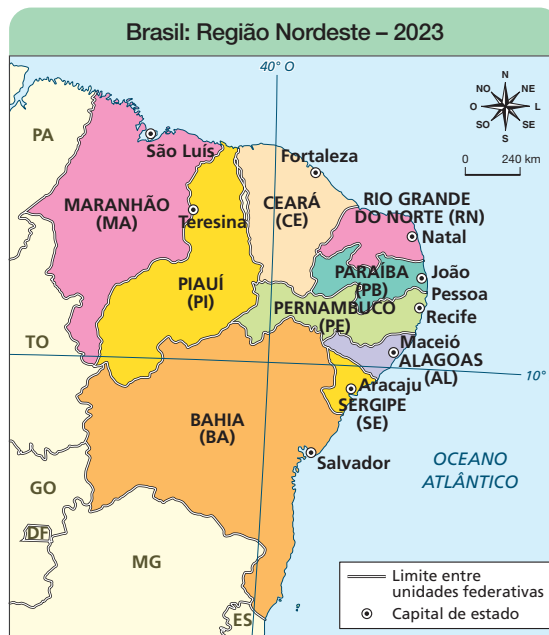 Brasil: Região Nordeste – 2023
40° O
N
NO
NE
O
L
SO
SE
S
0
240 km
PA
São Luís
Fortaleza
MARANHÃO
(MA)
Teresina
CEARÁ
(CE)
RIO GRANDE
DO NORTE (RN)
Natal
PARAÍBA
(PB)
João
Pessoa
PIAUÍ
(PI)
PERNAMBUCO
(PE)
Recife
TO
Maceió
ALAGOAS
(AL)
10°
Aracaju
SERGIPE
(SE)
BAHIA
(BA)
Salvador
OCEANO
ATLÂNTICO
GO
DF
MG
ES
Limite entre
unidades federativas
Capital de estado